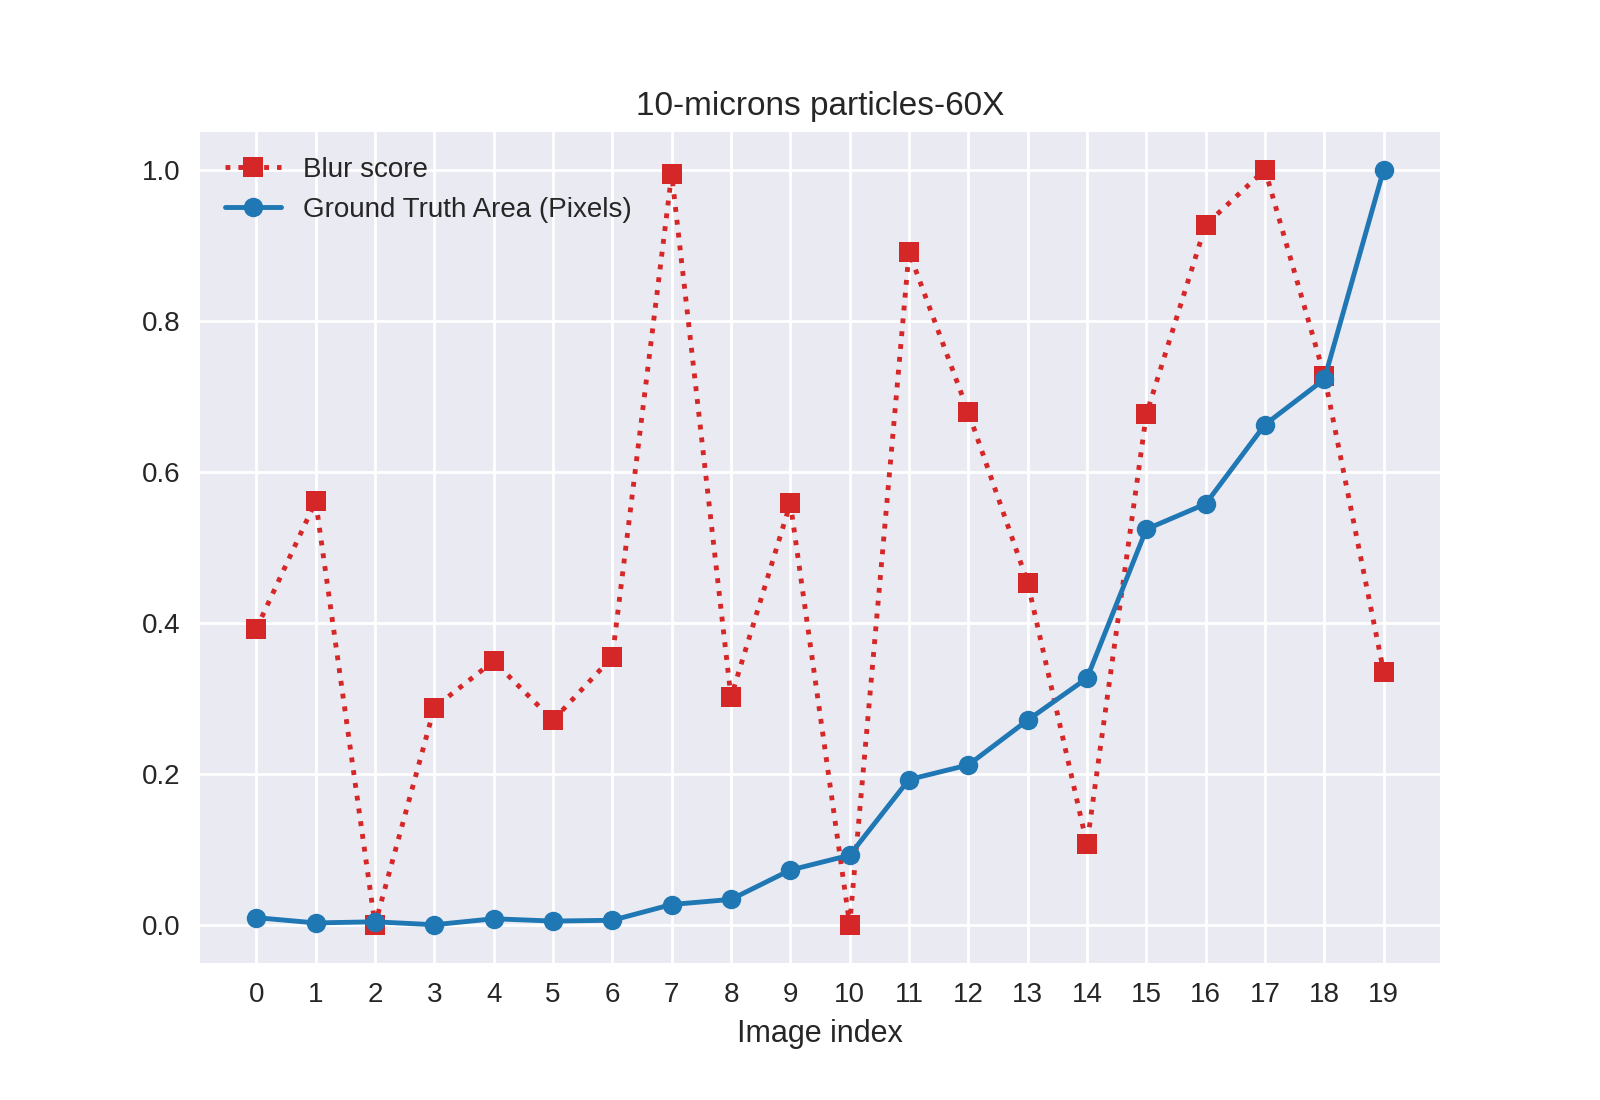 10-microns particles-60X
Blur score
Ground Truth Area (Pixels)
1.0
0.8
0.6
0.4
0.2
0.0
0 1 2 3 4 5 6 7 8 9 10 11 12 13 14 15 16 17 18 19
Image index